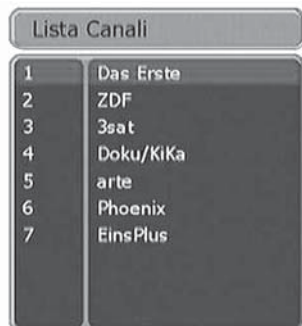 Lista Canali
1 Das Erste
2 ZDF
3 3sat
4 Doku/KiKa
5 arte
6 Phoenix
7 EinsPlus